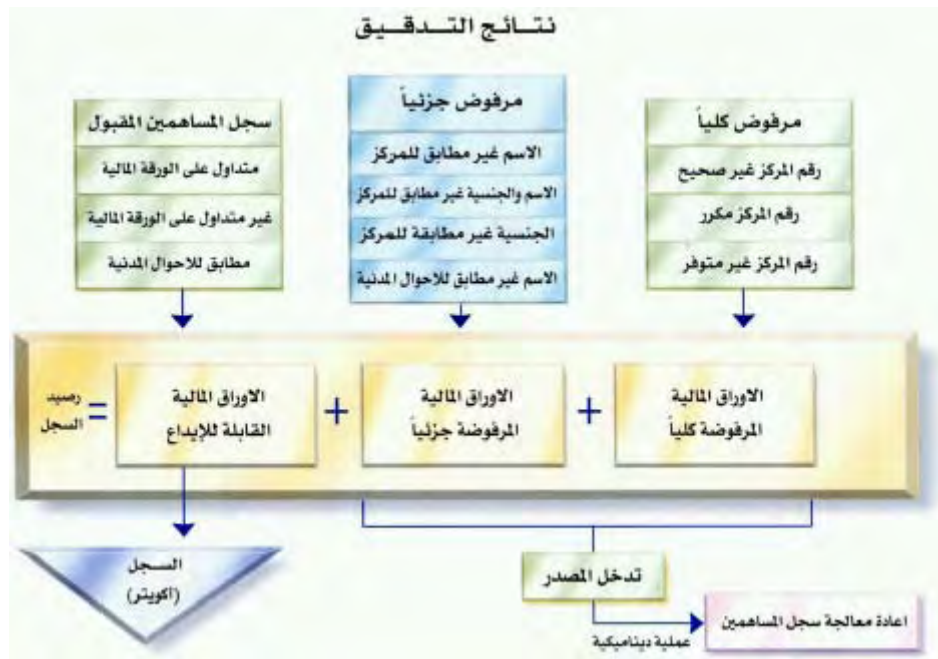 نتائج التدقيق
مرفوض كلياً
رقم المركز غير صحيح
رقم المركز مكرر
رقم المركز غير متوفر
مرفوض جزئياً
الاسم غير مطابق للمركز
الاسم والجنسية غير مطابق للمركز
الجنسية غير مطابقة للمركز
الاسم غير مطابق للاحوال المدنية
سجل المساهمين المقبول
متداول على الورقة المالية
غير متداول على الورقة المالية
مطابق للاحوال المدنية
الاوراق المالية
المرفوضة كلياً
+
الاوراق المالية
المرفوضة جزئياً
+
الاوراق المالية
القابلة للإيداع
=
رصيد
السجل
تدخل المصدر
عملية ديناميكية
اعادة معالجة سجل المساهمين
السجل
(اكويتر)